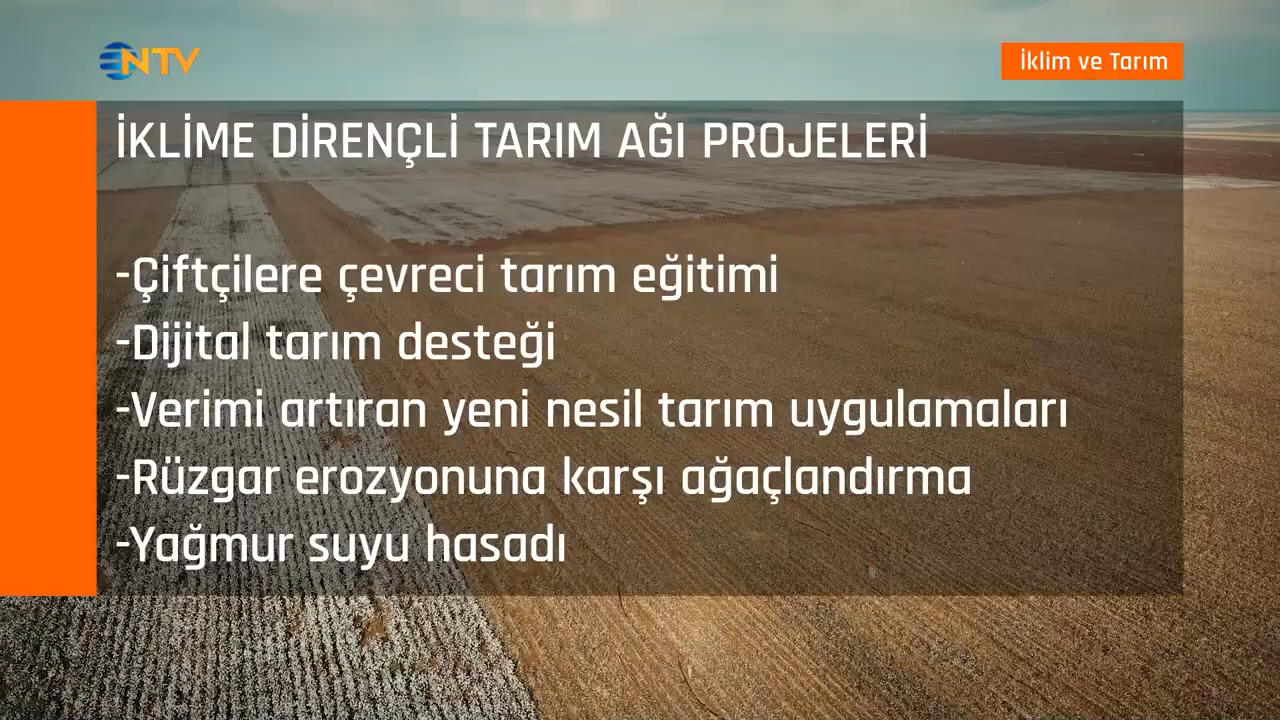 NTV
İklim ve Tarım
İKLİME DİRENÇLİ TARIM AĞI PROJELERİ
-Çiftçilere çevreci tarım eğitimi
-Dijital tarım desteği
-Verimi artıran yeni nesil tarım uygulamaları
-Rüzgar erozyonuna karşı ağaçlandırma
-Yağmur suyu hasadı